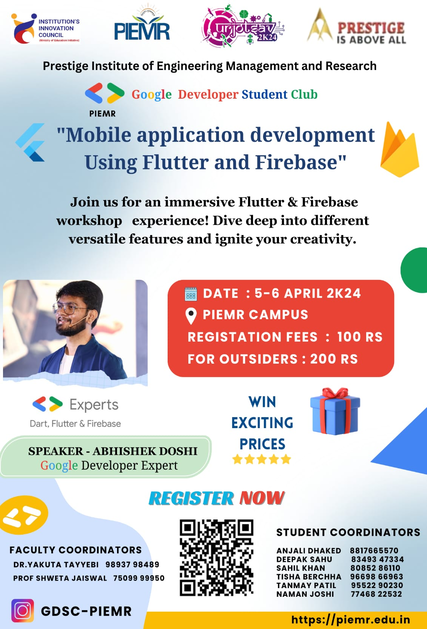 INSTITUTION'S
INNOVATION
COUNCIL
PIEMR
Urjotsav
2K24
PRESTIGE
IS ABOVE ALL
Prestige Institute of Engineering Management and Research
Google Developer Student Club
PIEMR
"Mobile application development
Using Flutter and Firebase"
Join us for an immersive Flutter & Firebase
workshop experience! Dive deep into different
versatile features and ignite your creativity.
DATE : 5-6 APRIL 2K24
PIEMR CAMPUS
REGISTATION FEES : 100 RS
FOR OUTSIDERS : 200 RS
Experts
Dart, Flutter & Firebase
WIN
EXCITING
PRICES
SPEAKER - ABHISHEK DOSHI
Google Developer Expert
REGISTER NOW
FACULTY COORDINATORS
DR.YAKUTA TAYYEBI 98937 98489
PROF SHWETA JAISWAL 75099 99950
STUDENT COORDINATORS
ANJALI DHAKED 8817665570
DEEPAK SAHU 83493 47334
SAHIL KHAN 80852 86110
TISHA BERCHHA 96698 66963
TANMAY PATIL 95522 90230
NAMAN JOSHI 77468 22532
GDSC-PIEMR
https://piemr.edu.in